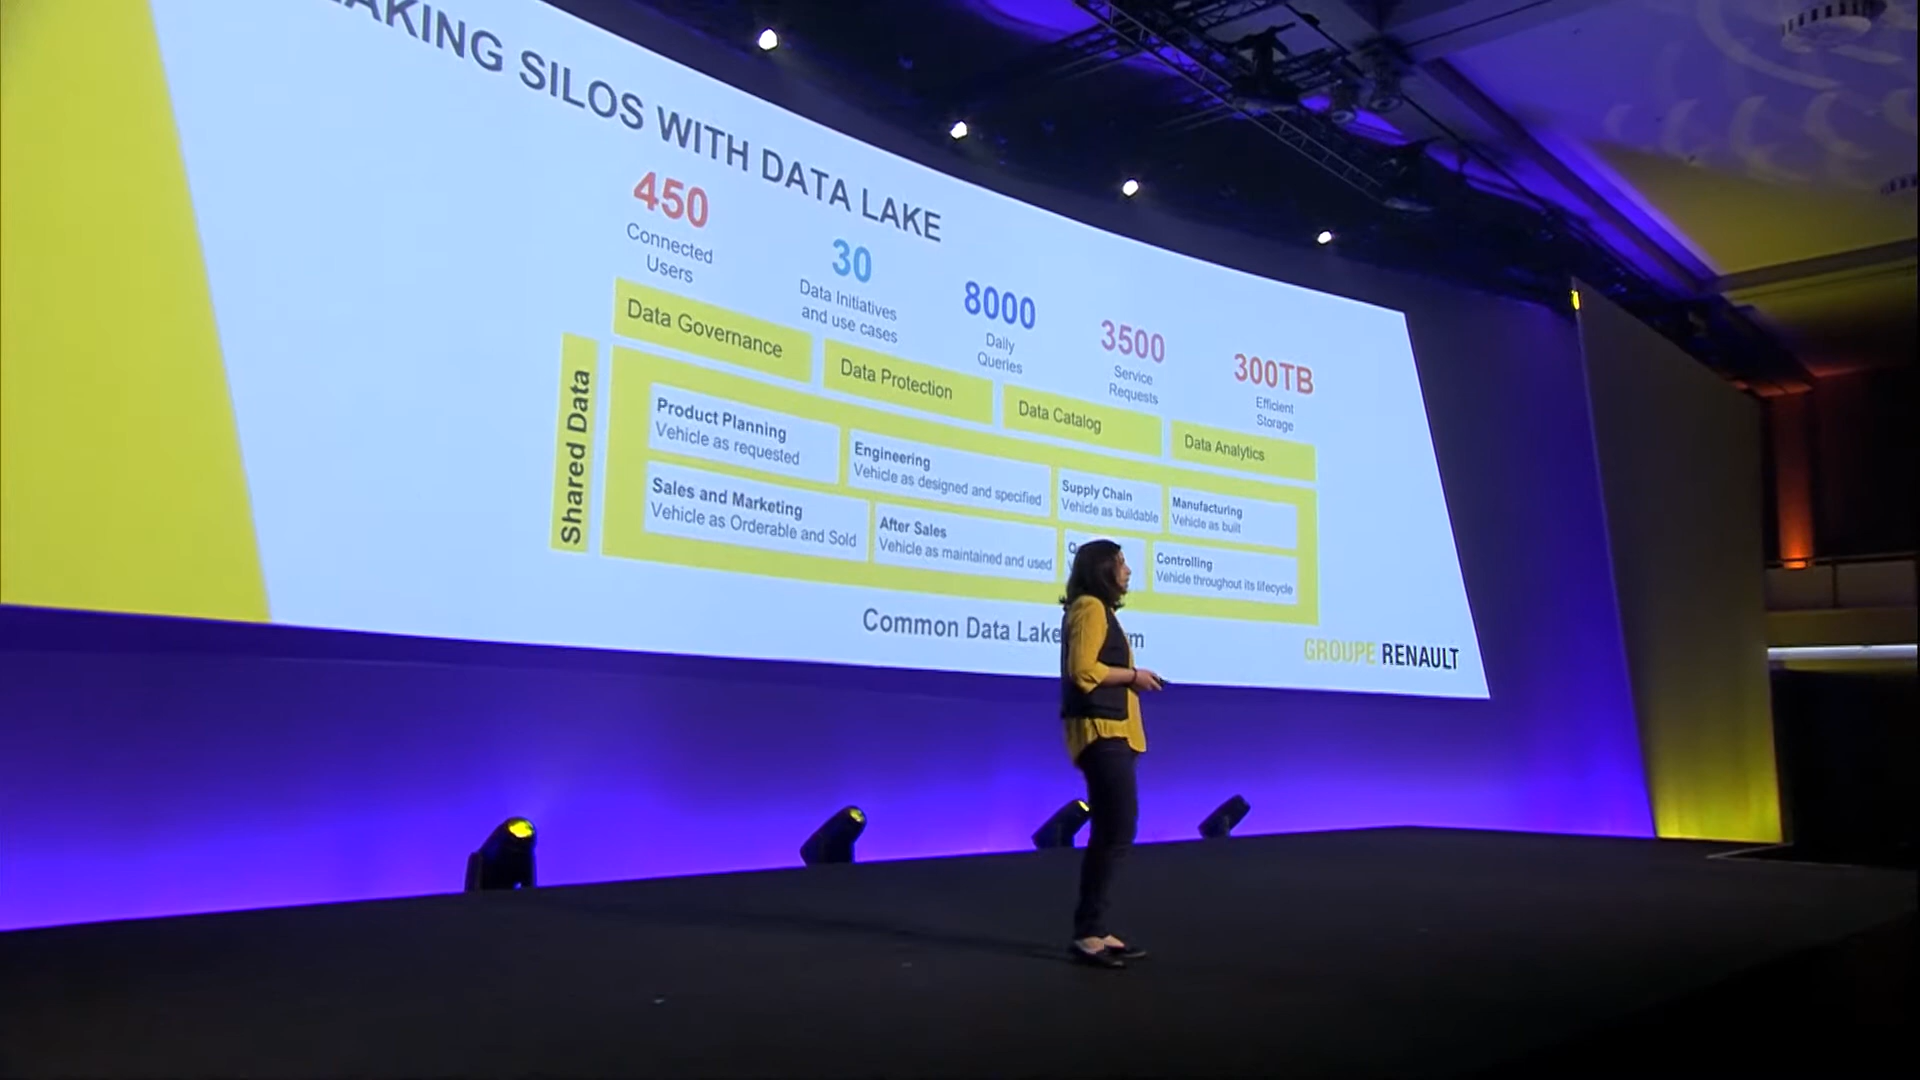 SILOS WITH DATA LAKE
450
Connected
Users
30
Data Initiatives
and use cases
8000
Daily
Queries
3500
Service
Requests
300TB
Efficient
Storage
Data Governance
Data Protection
Data Catalog
Data Analytics
Shared Data
Product Planning
Vehicle as requested
Engineering
Vehicle as designed and specified
Supply Chain
Vehicle as buildable
Manufacturing
Vehicle as built
Sales and Marketing
Vehicle as Orderable and Sold
After Sales
Vehicle as maintained and used
Controlling
Vehicle throughout its lifecycle
Common Data Lake
GROUPE RENAULT